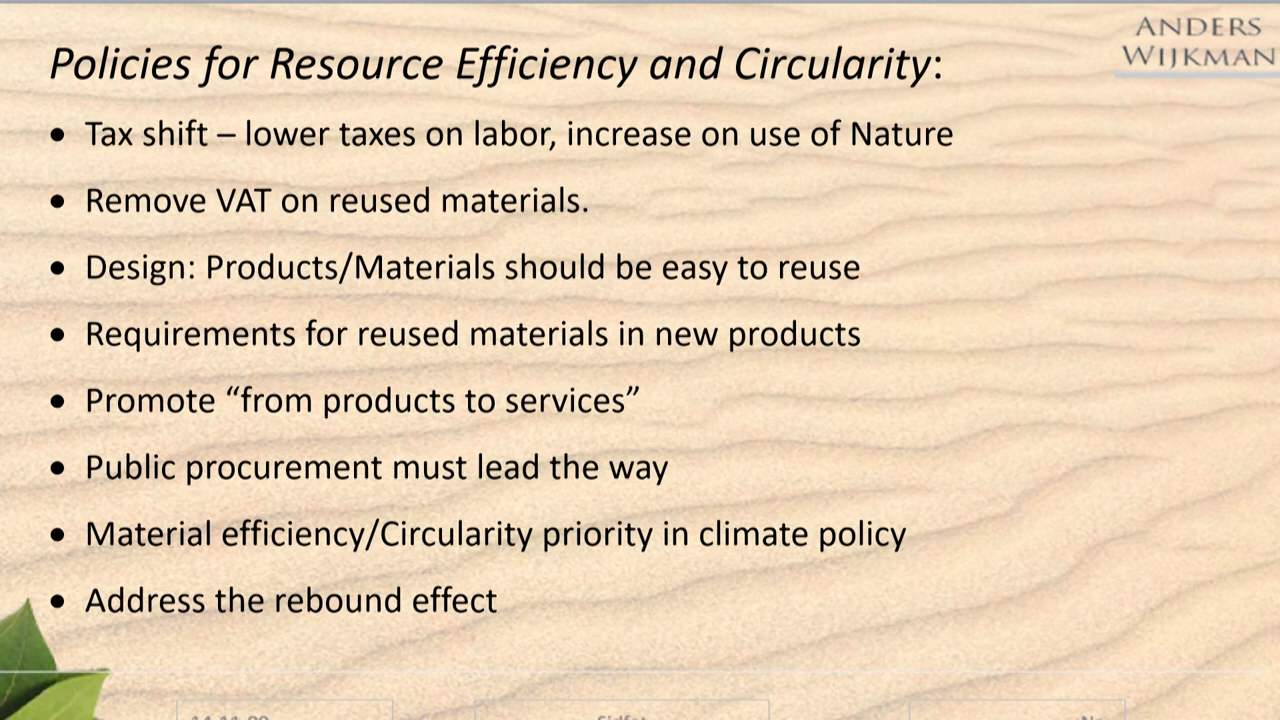 ANDERS
WIJKMAN
Policies for Resource Efficiency and Circularity:
• Tax shift – lower taxes on labor, increase on use of Nature
• Remove VAT on reused materials.
• Design: Products/Materials should be easy to reuse
• Requirements for reused materials in new products
• Promote “from products to services”
• Public procurement must lead the way
• Material efficiency/Circularity priority in climate policy
• Address the rebound effect